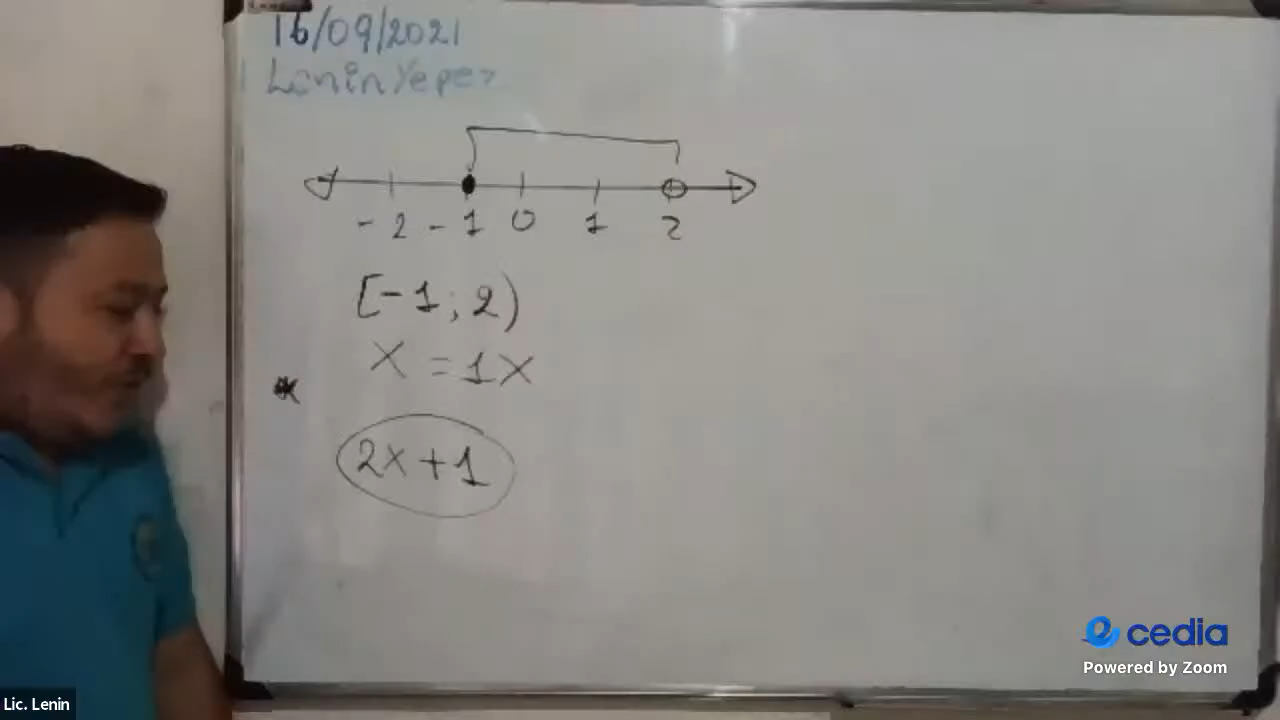 16/09/2021
Lenin Yepez
-2 -1 0 1 2
[-1; 2)
X = 1X
*
2x+1
cedia
Powered by Zoom
Lic. Lenin